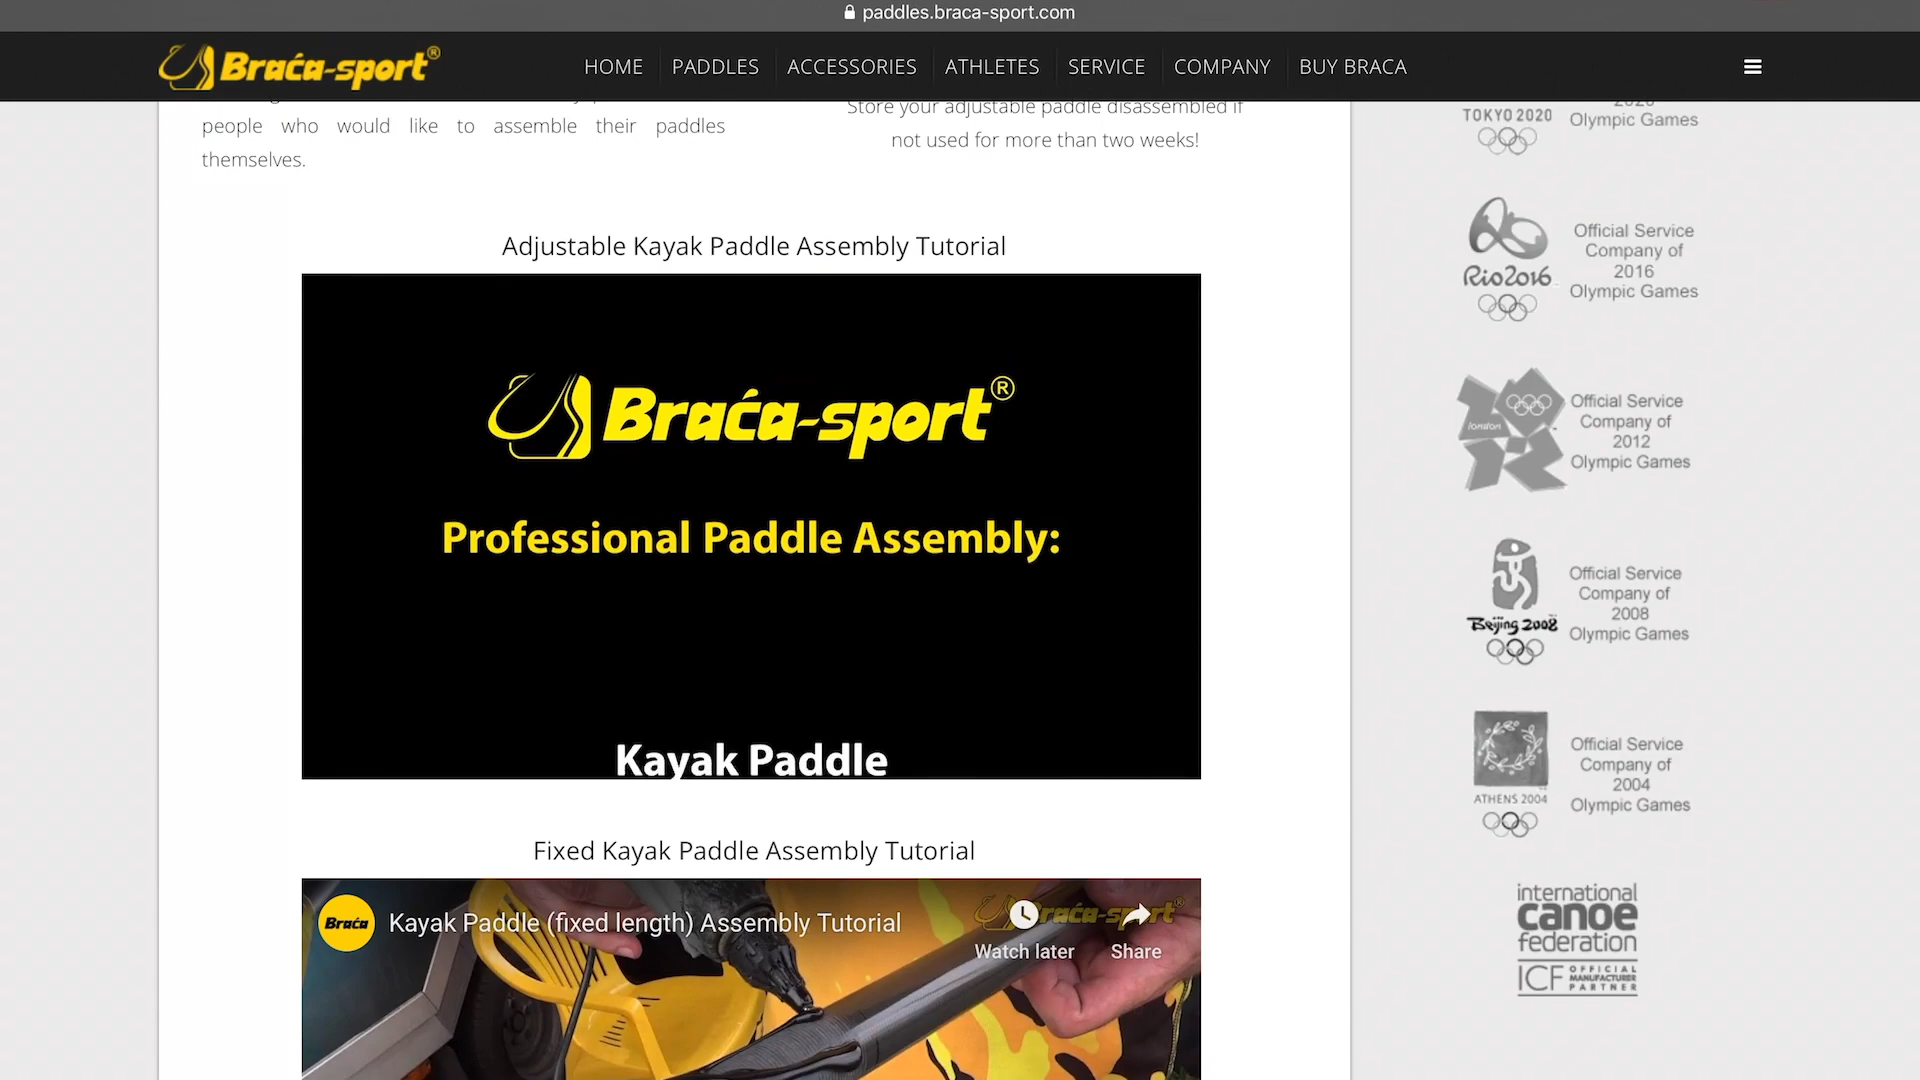 paddles.braca-sport.com
Braća-sport®
HOME
PADDLES
ACCESSORIES
ATHLETES
SERVICE
COMPANY
BUY BRACA
people who would like to assemble their paddles
themselves.
Store your adjustable paddle disassembled if
not used for more than two weeks!
Adjustable Kayak Paddle Assembly Tutorial
Braća-sport®
Professional Paddle Assembly:
Kayak Paddle
Fixed Kayak Paddle Assembly Tutorial
Braća
Kayak Paddle (fixed length) Assembly Tutorial
Braća-sport®
Watch later
Share
TOKYO 2020
2020
Olympic Games
Rio2016
Official Service
Company of
2016
Olympic Games
london
Official Service
Company of
2012
Olympic Games
Beijing 2008
Official Service
Company of
2008
Olympic Games
ATHENS 2004
Official Service
Company of
2004
Olympic Games
international
canoe
federation
ICF OFFICIAL
MANUFACTURER
PARTNER